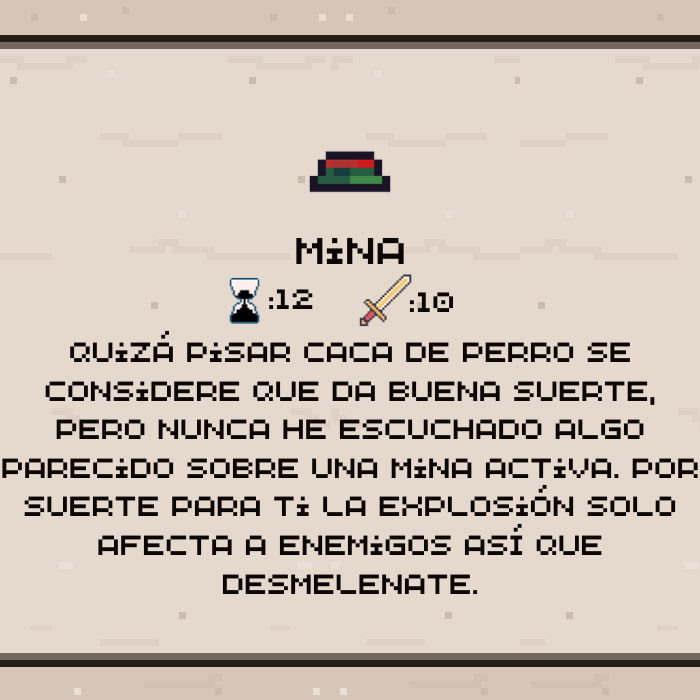 MiNA
:12 :10
QUiZÁ PiSAR CACA DE PERRO SE
CONSiDERE QUE DA BUENA SUERTE,
PERO NUNCA HE ESCUCHADO ALGO
PARECiDO SOBRE UNA MiNA ACTiVA. POR
SUERTE PARA Ti LA EXPLOSiÓN SOLO
AFECTA A ENEMiGOS ASÍ QUE
DESMELENATE.